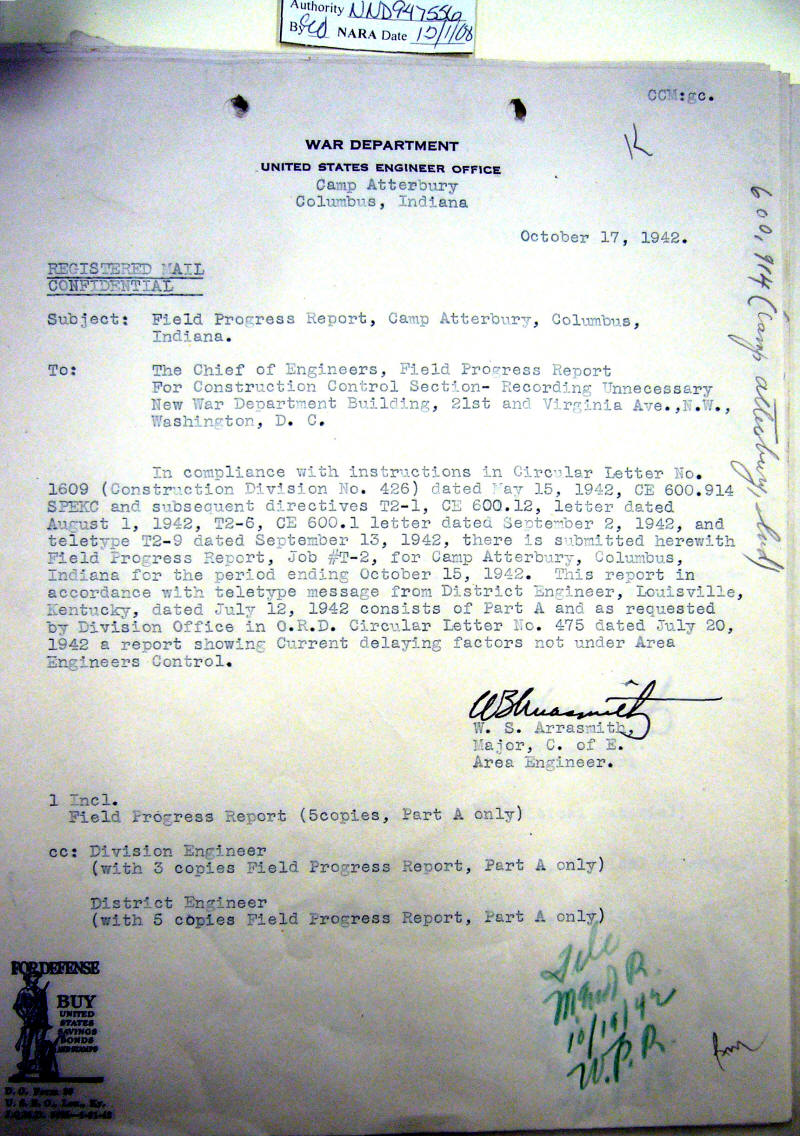 Authority NND947556
By NARA Date 12/1/08
CCM:gc.
K
WAR DEPARTMENT
UNITED STATES ENGINEER OFFICE
Camp Atterbury
Columbus, Indiana
October 17, 1942.
REGISTERED MAIL
CONFIDENTIAL
Subject: Field Progress Report, Camp Atterbury, Columbus,
Indiana.
To: The Chief of Engineers, Field Progress Report
For Construction Control Section- Recording Unnecessary
New War Department Building, 21st and Virginia Ave.,N.W.,
Washington, D. C.
In compliance with instructions in Circular Letter No.
1609 (Construction Division No. 426) dated May 15, 1942, CE 600.914
SPEKC and subsequent directives T2-1, CE 600.12, letter dated
August 1, 1942, T2-6, CE 600.1 letter dated September 2, 1942, and
teletype T2-9 dated September 13, 1942, there is submitted herewith
Field Progress Report, Job #T-2, for Camp Atterbury, Columbus,
Indiana for the period ending October 15, 1942. This report in
accordance with teletype message from District Engineer, Louisville,
Kentucky, dated July 12, 1942 consists of Part A and as requested
by Division Office in O.R.D. Circular Letter No. 475 dated July 20,
1942 a report showing Current delaying factors not under Area
Engineers Control.
W. S. Arrasmith,
Major, C. of E.
Area Engineer.
1 Incl.
Field Progress Report (5copies, Part A only)
cc: Division Engineer
(with 3 copies Field Progress Report, Part A only)
District Engineer
(with 5 copies Field Progress Report, Part A only)
600.914 (Camp Atterbury, Ind)
File
10/19/42
W.P.R.
FOR DEFENSE
BUY
UNITED
STATES
SAVINGS
BONDS
AND STAMPS
U. S. E. O., Lou., Ky.